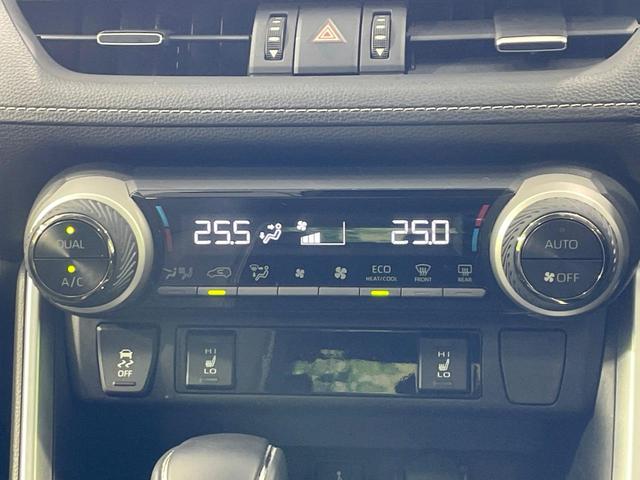 25.5 25.0
DUAL
A/C
AUTO
OFF
ECO
HEAT/COOL
FRONT
REAR
OFF
HI
LO
HI
LO